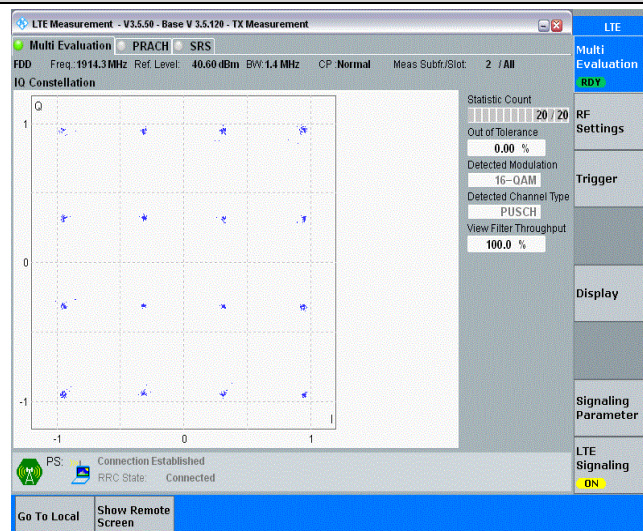 LTE Measurement - V3.5.50 - Base V 3.5.120 - TX Measurement
LTE
Multi Evaluation PRACH SRS
FDD Freq.:1914.3 MHz Ref. Level: 40.60 dBm BW:1.4 MHz CP :Normal Meas Subfr./Slot: 2 / All
IQ Constellation
Q
1
0
-1
-1 0 1
I
Statistic Count
20 / 20
Out of Tolerance
0.00 %
Detected Modulation
16-QAM
Detected Channel Type
PUSCH
View Filter Throughput
100.0 %
Multi
Evaluation
RDY
RF
Settings
Trigger
Display
Signaling
Parameter
LTE
Signaling
ON
PS: Connection Established
RRC State: Connected
Go To Local
Show Remote
Screen